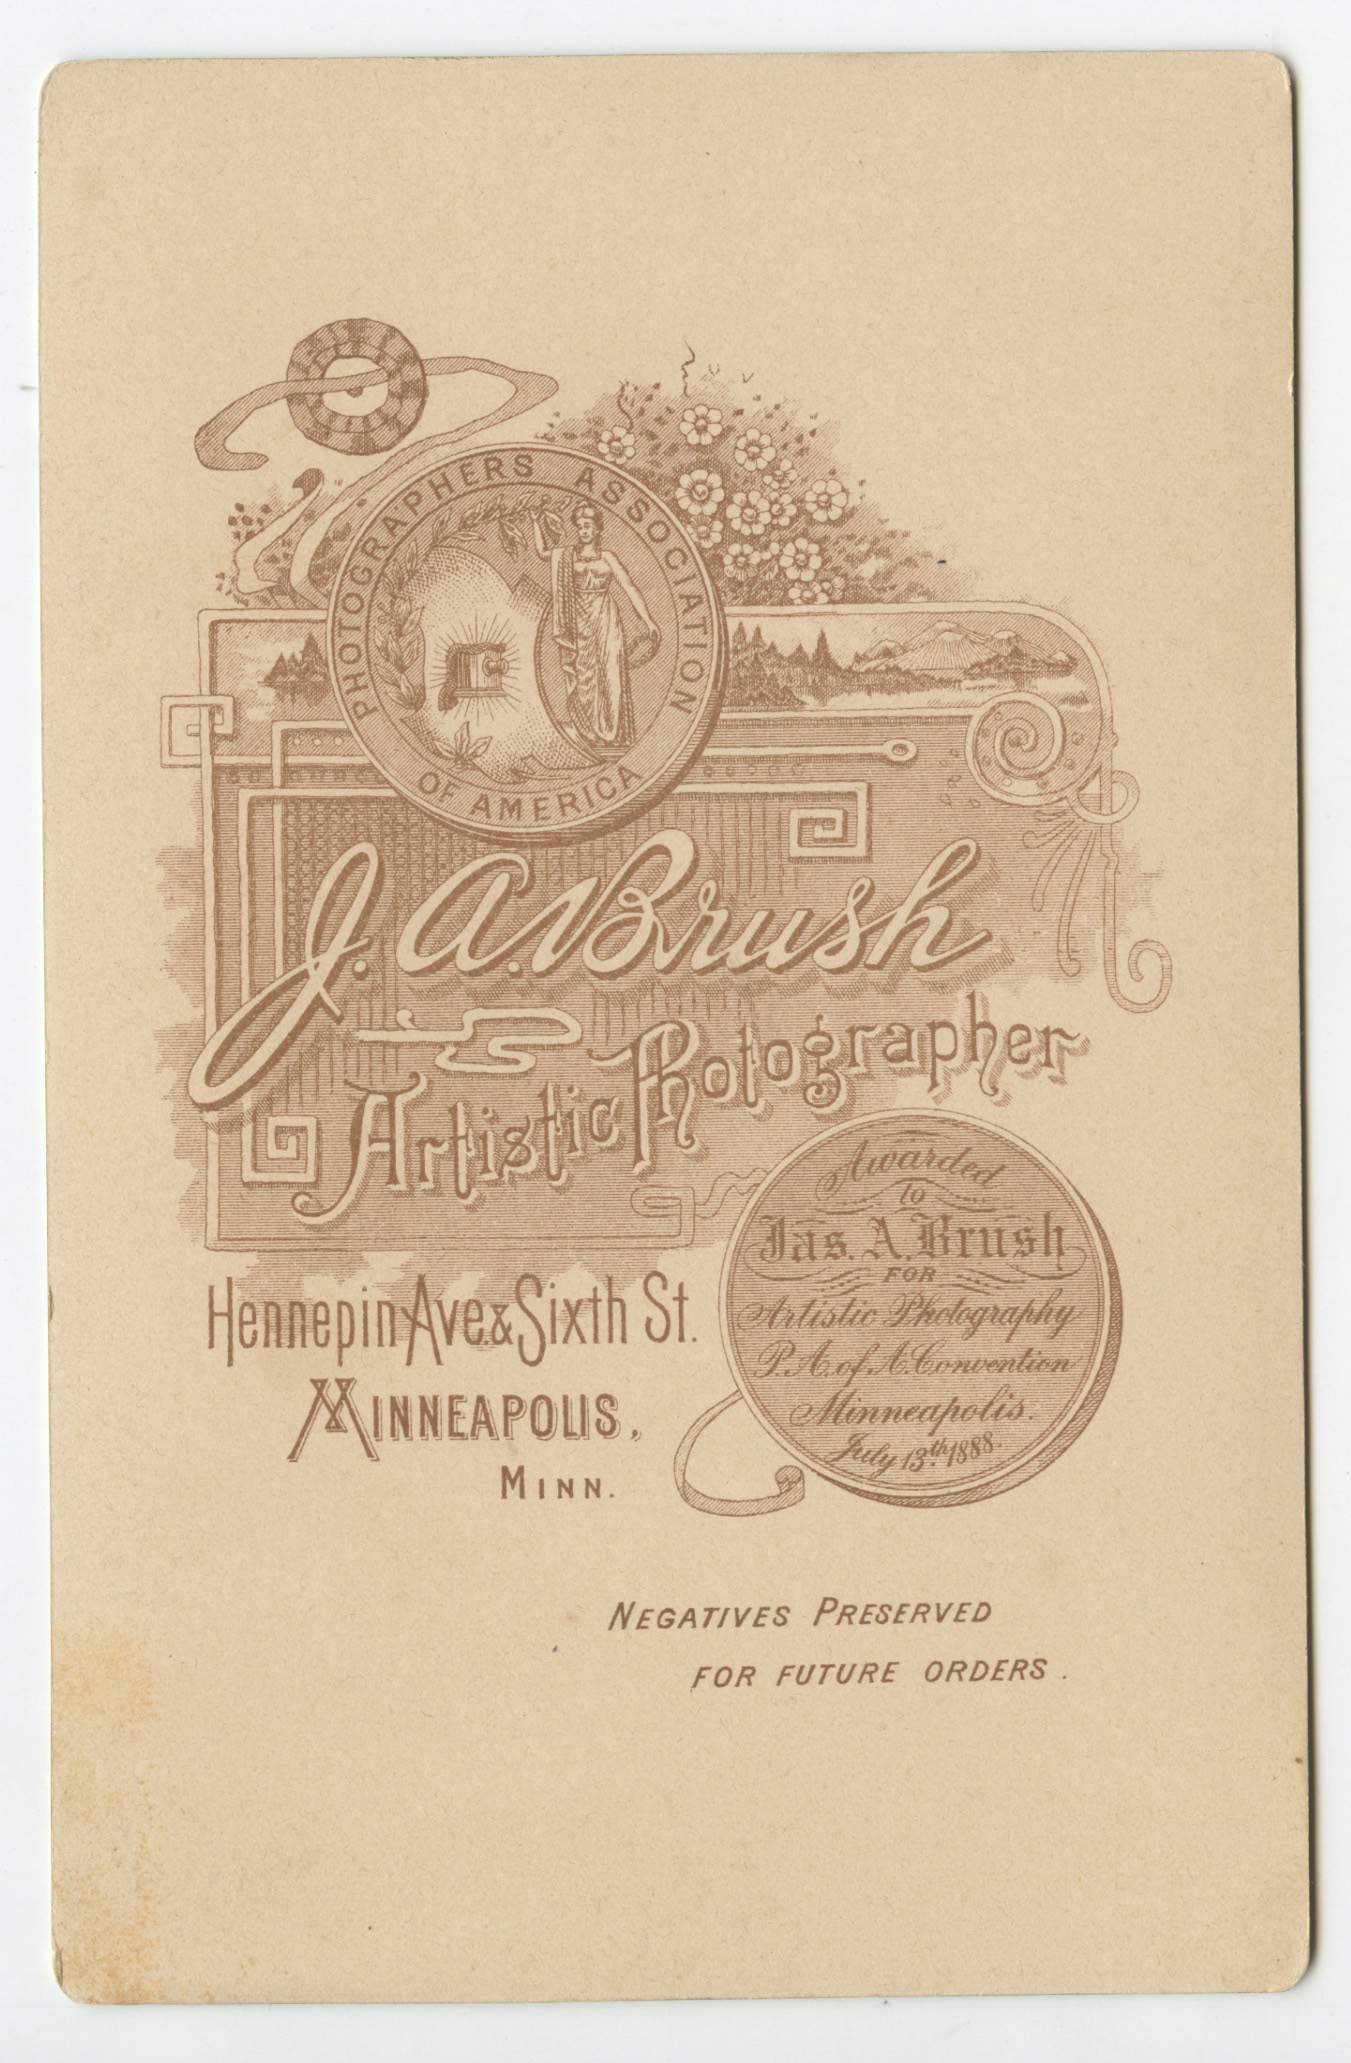 PHOTOGRAPHERS ASSOCIATION
OF AMERICA
J. A. Brush
Artistic Photographer
Awarded
to
Jas. A. Brush
FOR
Artistic Photography
P. A. of A. Convention
Minneapolis.
July 13th. 1888.
Hennepin Ave. & Sixth St.
MINNEAPOLIS,
MINN.
NEGATIVES PRESERVED
FOR FUTURE ORDERS.